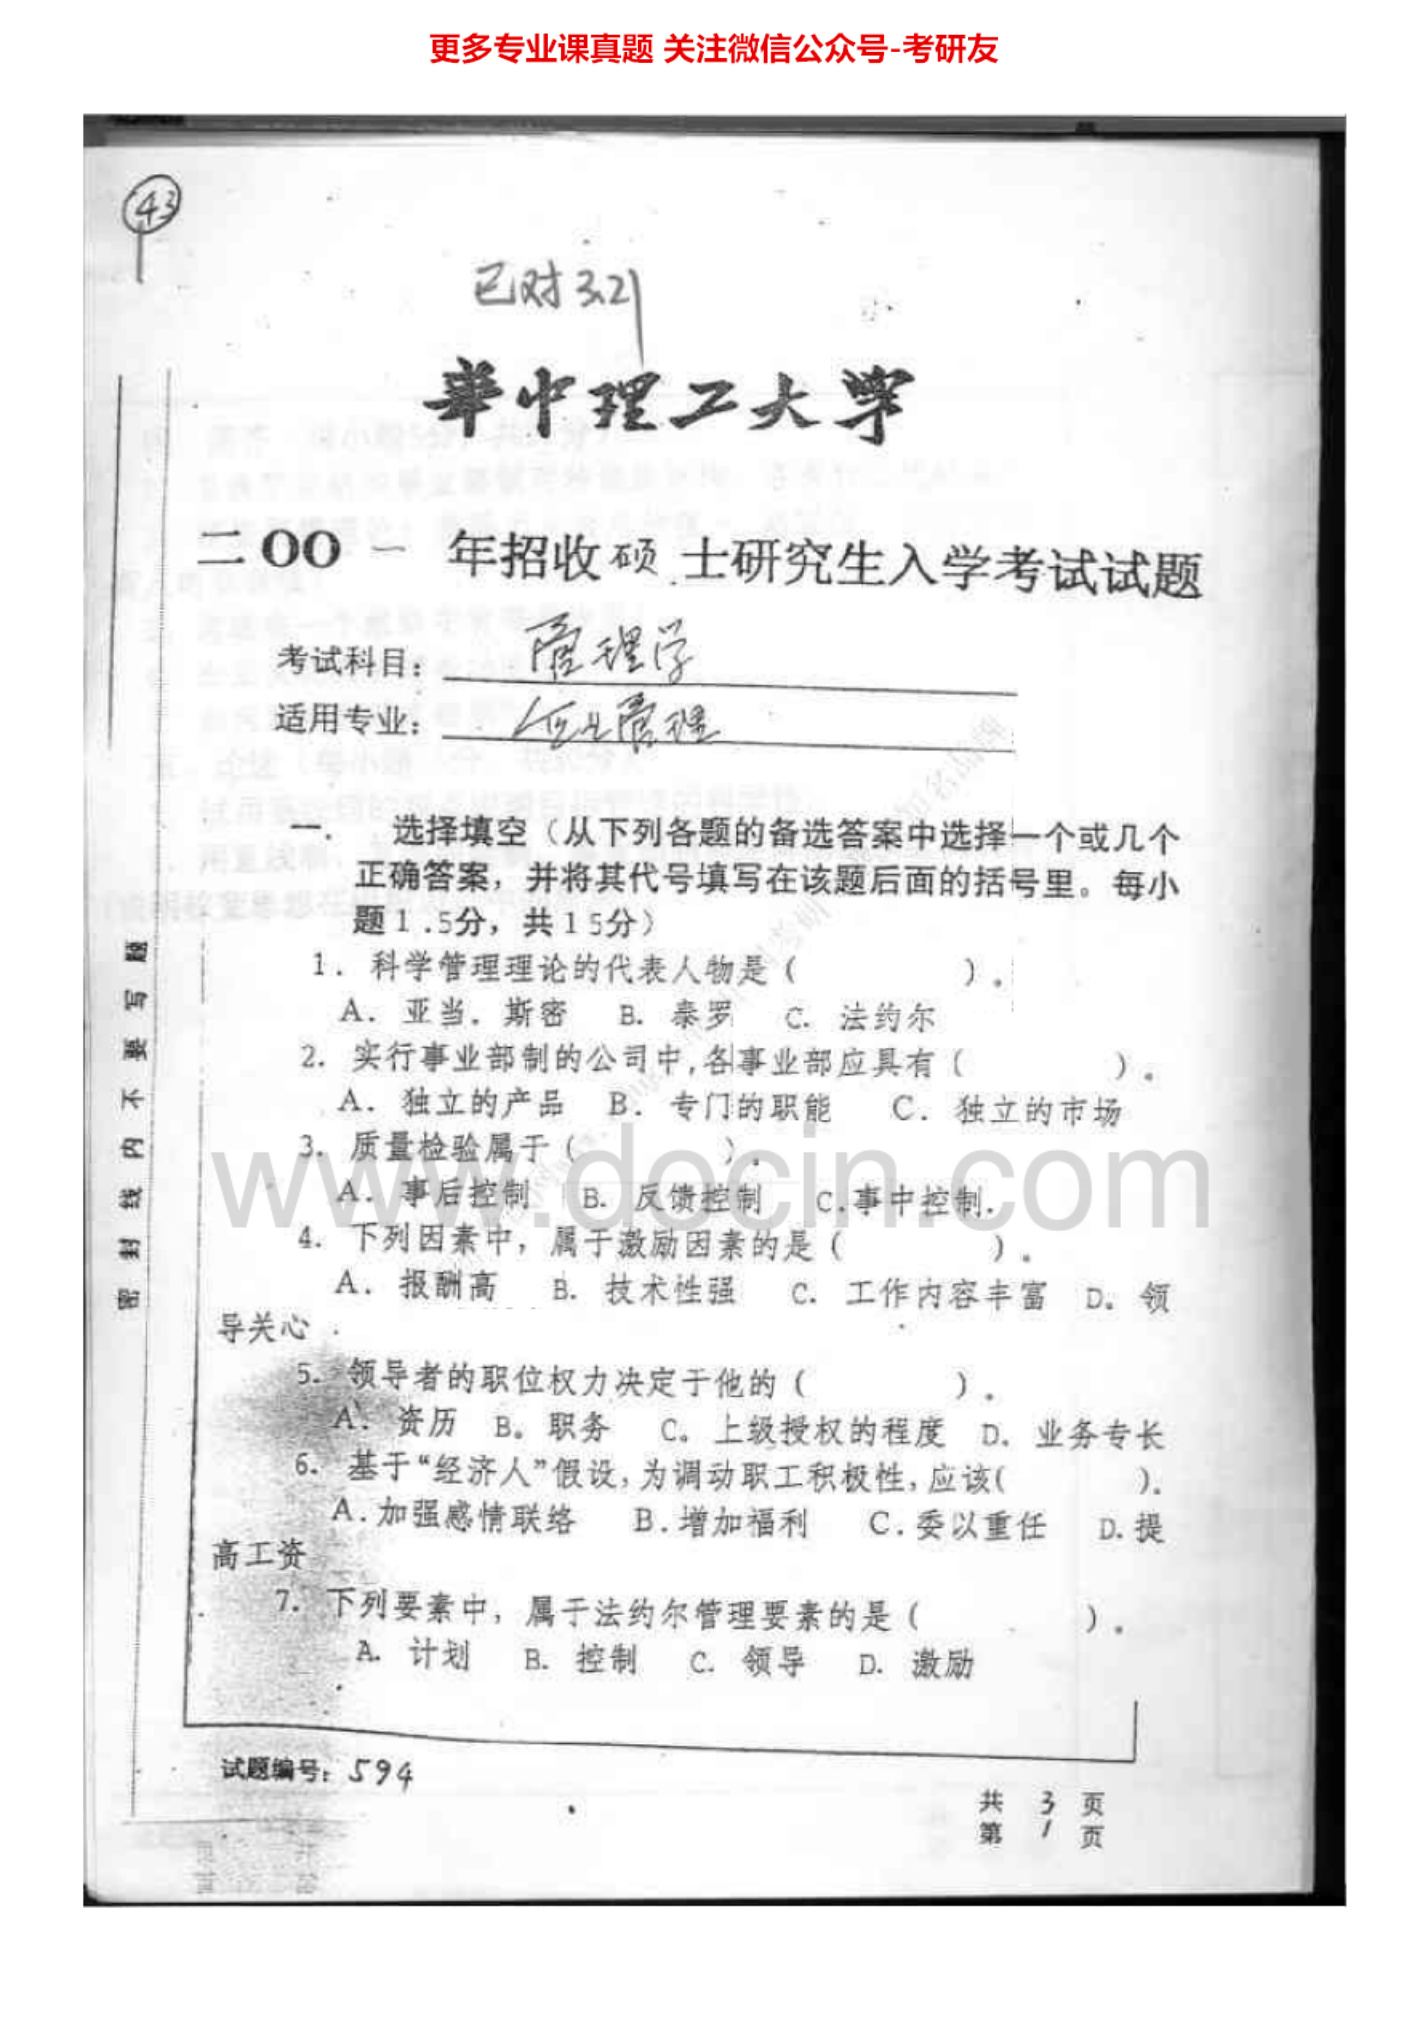 更多专业课真题 关注微信公众号-考研友
43
已对 3.21
華中理工大学
二OO一 年招收硕士研究生入学考试试题
考试科目: 管理学
适用专业: 卫生管理
一. 选择填空（从下列各题的备选答案中选择一个或几个
正确答案，并将其代号填写在该题后面的括号里。每小
题1.5分，共15分）
1. 科学管理理论的代表人物是（ ）。
A. 亚当．斯密 B. 泰罗 C. 法约尔
2. 实行事业部制的公司中,各事业部应具有（ ）。
A. 独立的产品 B. 专门的职能 C. 独立的市场
3. 质量检验属于（ ）。
A. 事后控制 B. 反馈控制 C.事中控制.
4. 下列因素中，属于激励因素的是（ ）。
A. 报酬高 B. 技术性强 C. 工作内容丰富 D。领
导关心
5. 领导者的职位权力决定于他的（ ）。
A. 资历 B。职务 C。上级授权的程度 D. 业务专长
6. 基于“经济人”假设,为调动职工积极性,应该( )。
A.加强感情联络 B.增加福利 C.委以重任 D.提
高工资
7. 下列要素中，属于法约尔管理要素的是（ ）。
A. 计划 B. 控制 C. 领导 D. 激励
试题编号: 594
共 3 页
第 1 页
密封线内不要写题
www.docin.com